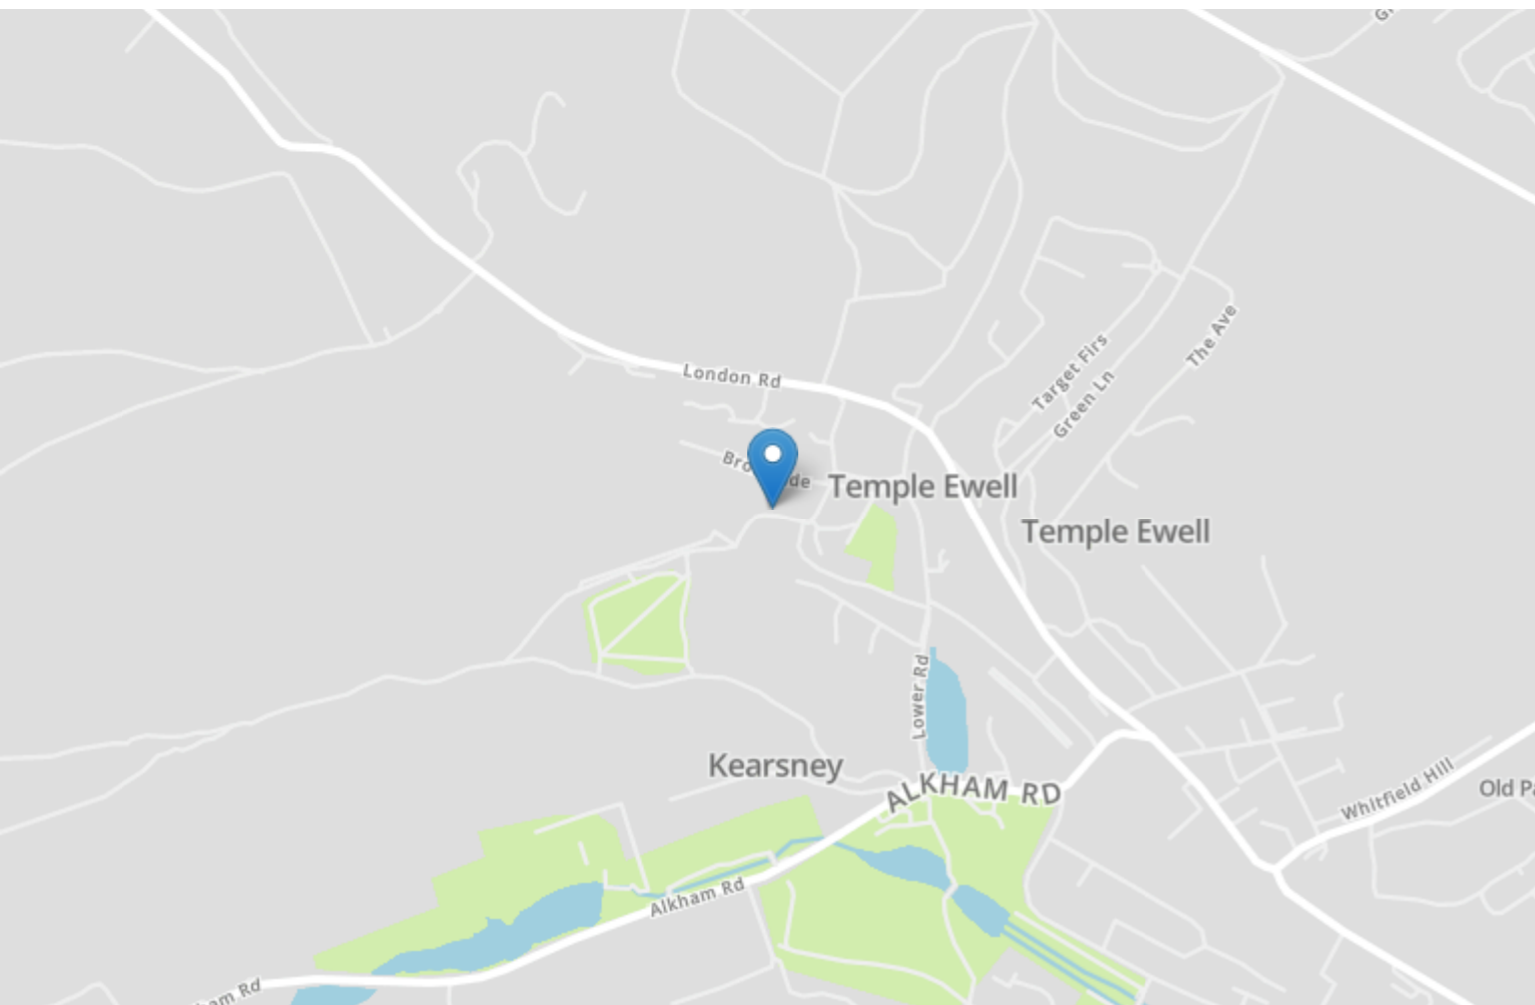 London Rd
Target Firs
Green Ln
The Ave
Temple Ewell
Temple Ewell
Lower Rd
Kearsney
ALKHAM RD
Whitfield Hill
Alkham Rd